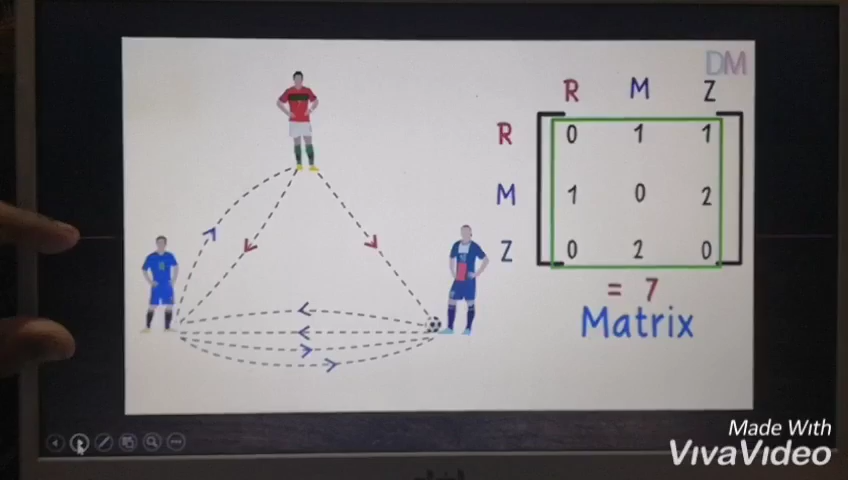 DM
R M Z
R 0 1 1
M 1 0 2
Z 0 2 0
= 7
Matrix
Made With
VivaVideo